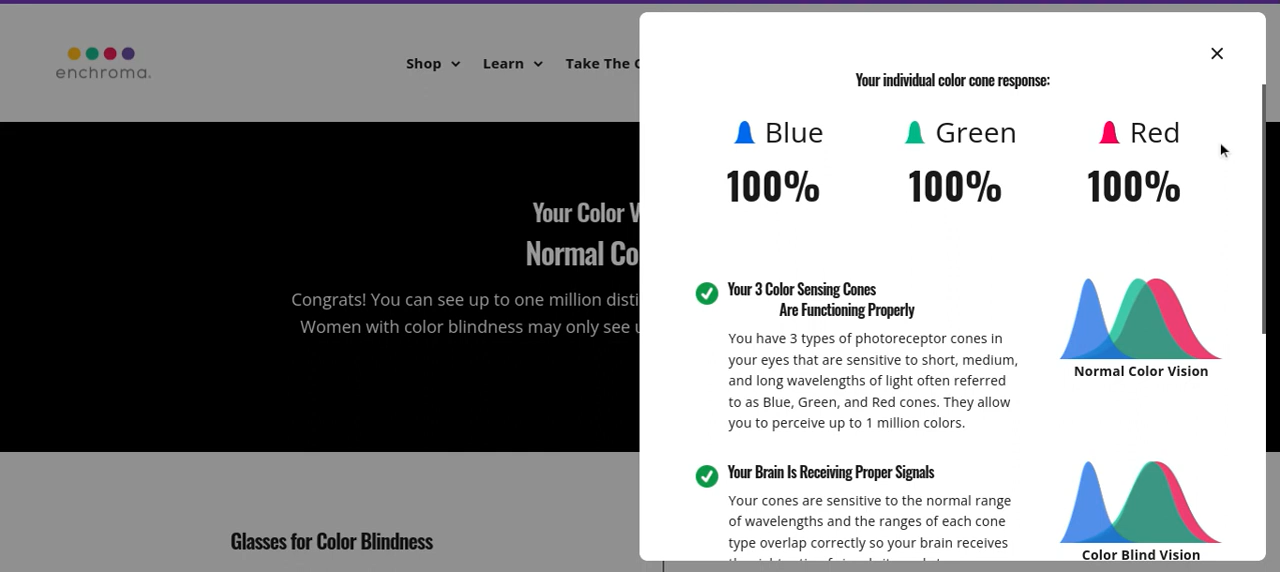 enchroma.
Shop
Learn
Take The
Your Color
Normal
Congrats! You can see up to one million
Women with color blindness may only see
Glasses for Color Blindness
Your individual color cone response:
Blue Green Red
100% 100% 100%
Your 3 Color Sensing Cones
Are Functioning Properly
You have 3 types of photoreceptor cones in
your eyes that are sensitive to short, medium,
and long wavelengths of light often referred
to as Blue, Green, and Red cones. They allow
you to perceive up to 1 million colors.
Normal Color Vision
Your Brain Is Receiving Proper Signals
Your cones are sensitive to the normal range
of wavelengths and the ranges of each cone
type overlap correctly so your brain receives
Color Blind Vision